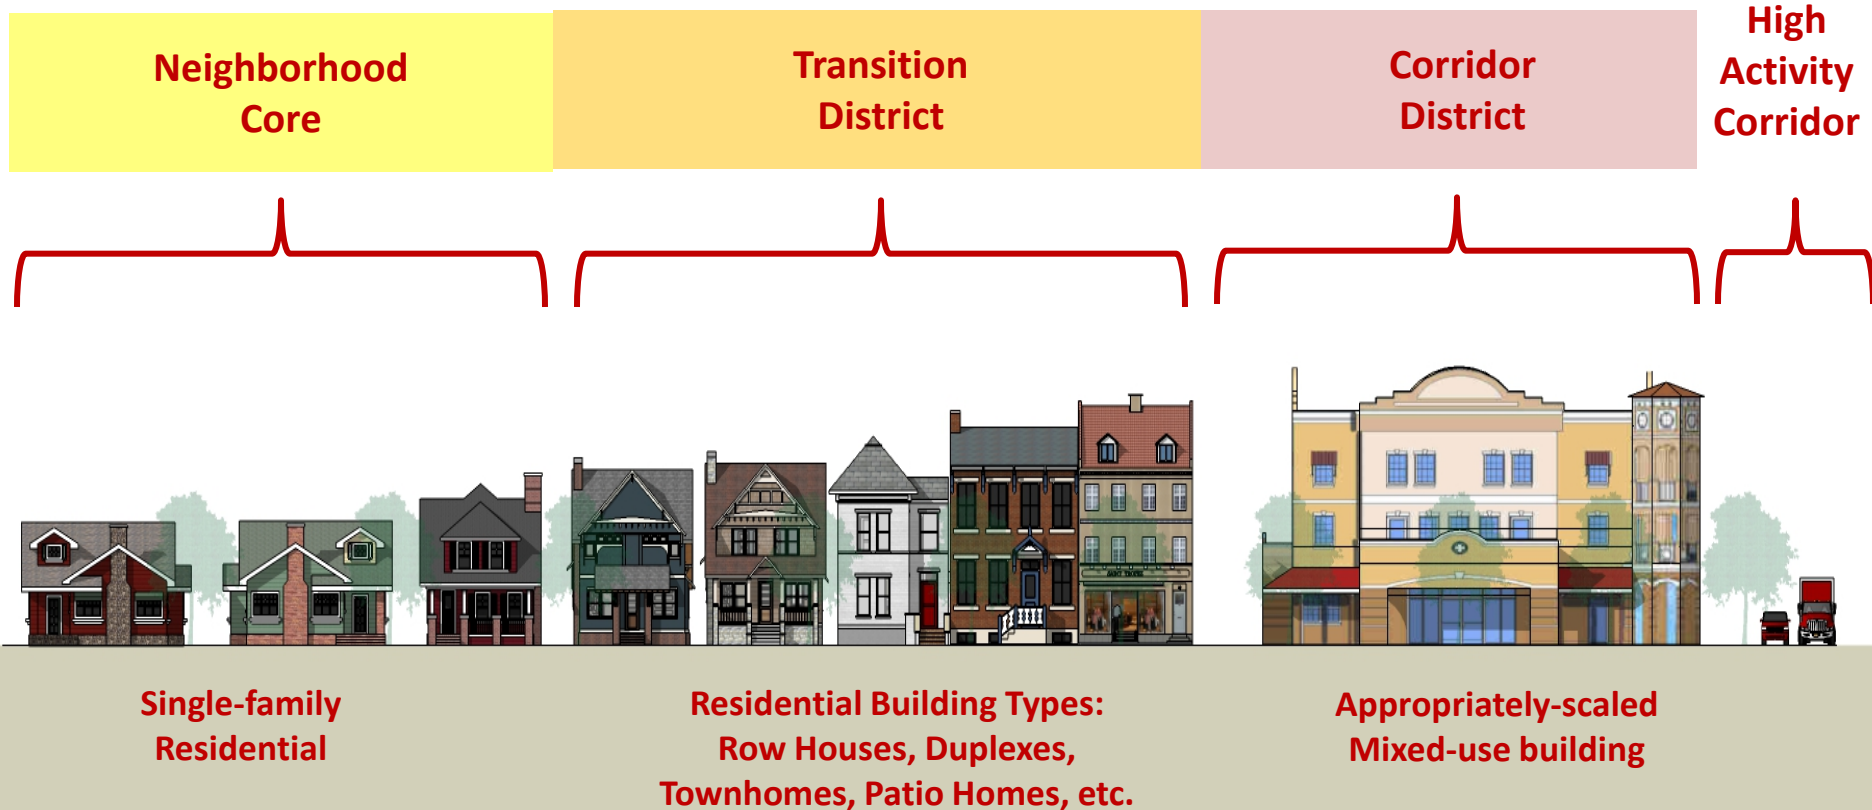 Neighborhood
Core
Transition
District
Corridor
District
High
Activity
Corridor
Single-family
Residential
Residential Building Types:
Row Houses, Duplexes,
Townhomes, Patio Homes, etc.
Appropriately-scaled
Mixed-use building